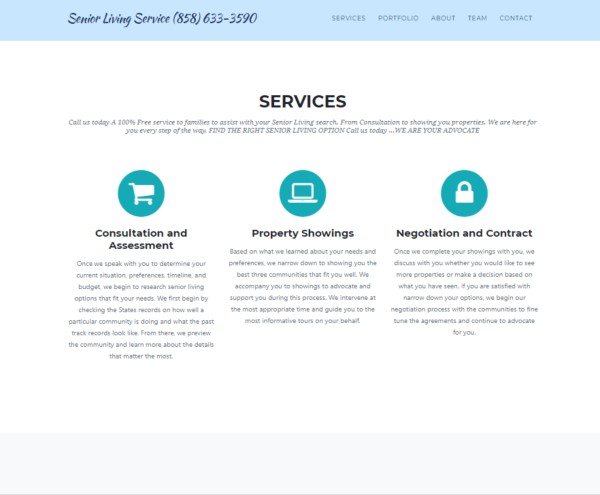 Senior Living Service (858) 633-3590
SERVICES PORTFOLIO ABOUT TEAM CONTACT
SERVICES
Call us today A 100% Free service to families to assist with your Senior Living search. From Consultation to showing you properties. We are here for
you every step of the way. FIND THE RIGHT SENIOR LIVING OPTION Call us today ...WE ARE YOUR ADVOCATE
Consultation and
Assessment
Once we speak with you to determine your
current situation, preferences, timeline, and
budget, we begin to research senior living
options that fit your needs. We first begin by
checking the States records on how well a
particular community is doing and what the past
track records look like. From there, we preview
the community and learn more about the details
that matter the most.
Property Showings
Based on what we learned about your needs and
preferences, we narrow down to showing you the
best three communities that fit you well. We
accompany you to showings to advocate and
support you during this process. We intervene at
the most appropriate time and guide you to the
most informative tours on your behalf.
Negotiation and Contract
Once we complete your showings with you, we
discuss with you whether you would like to see
more properties or make a decision based on
what you have seen. If you are satisfied with
narrow down your options, we begin our
negotiation process with the communities to fine
tune the agreements and continue to advocate
for you.